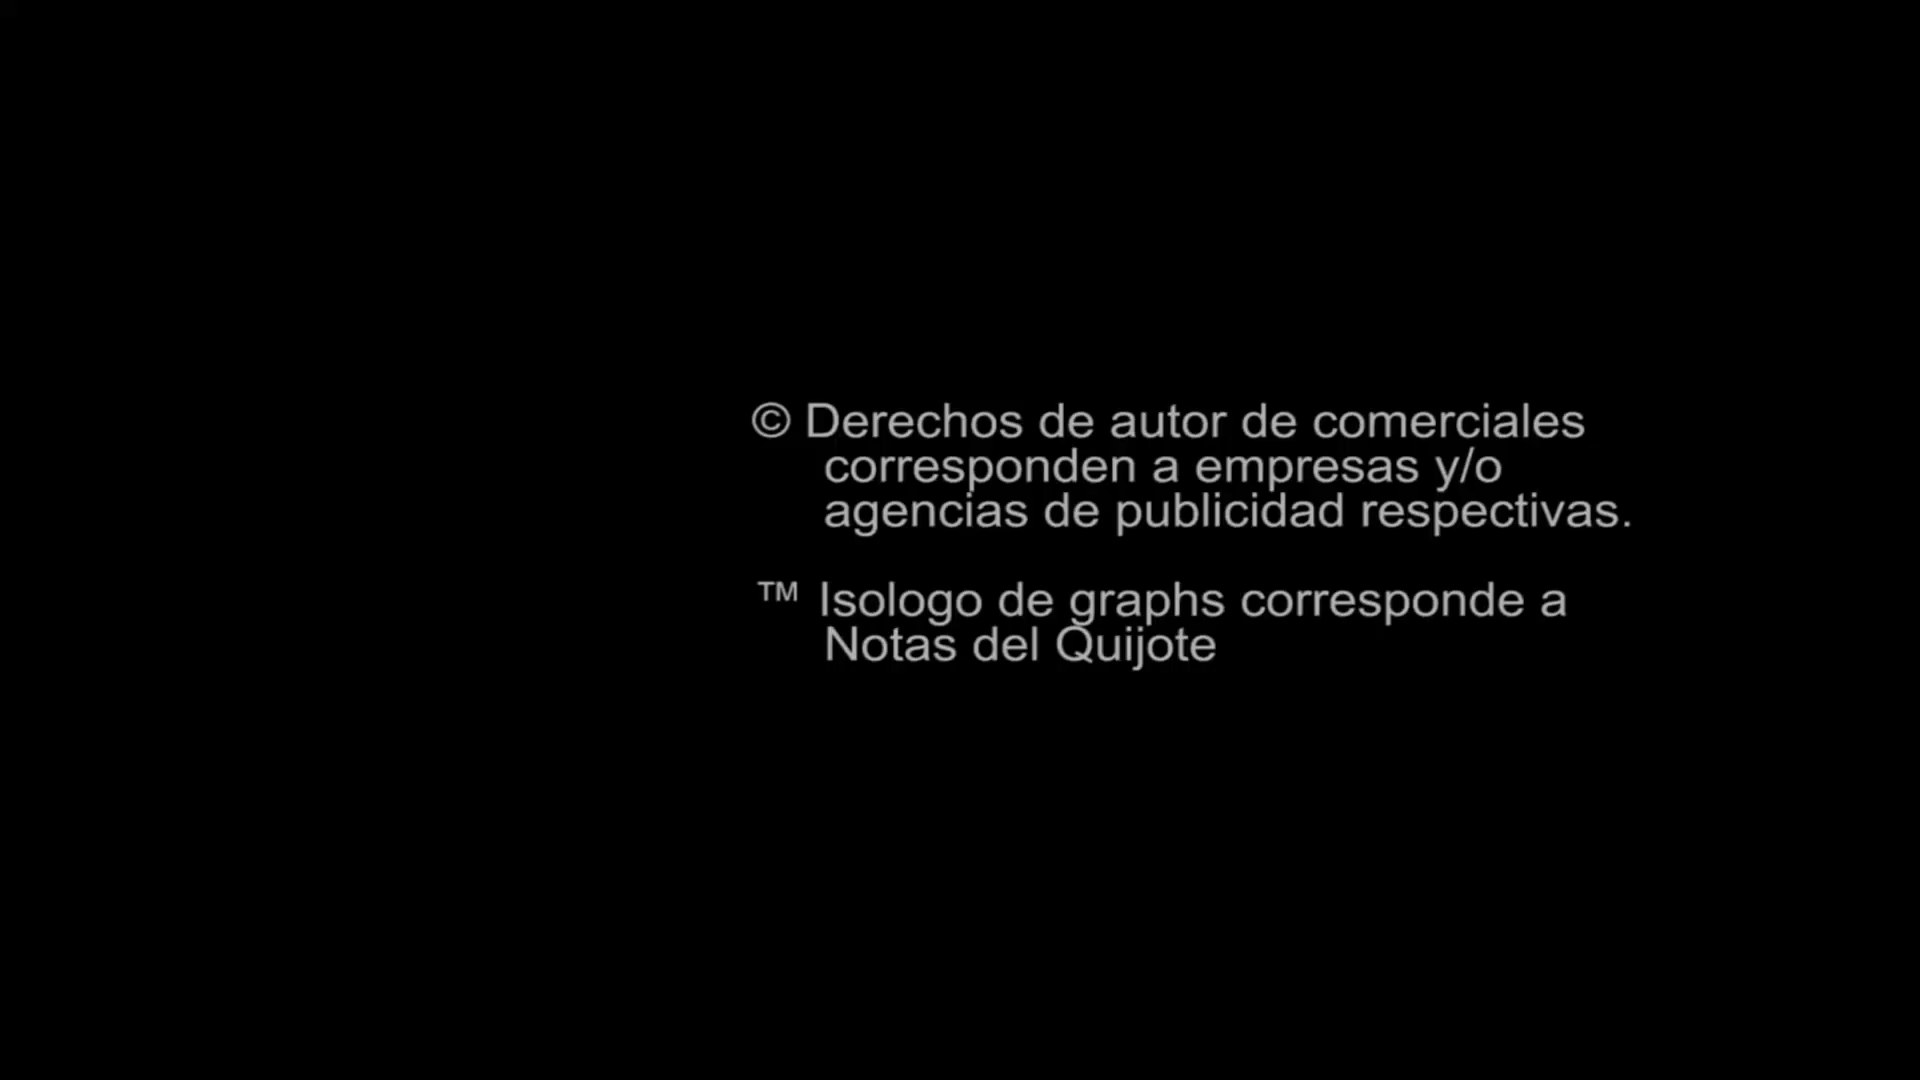 © Derechos de autor de comerciales
corresponden a empresas y/o
agencias de publicidad respectivas.
™ Isologo de graphs corresponde a
Notas del Quijote